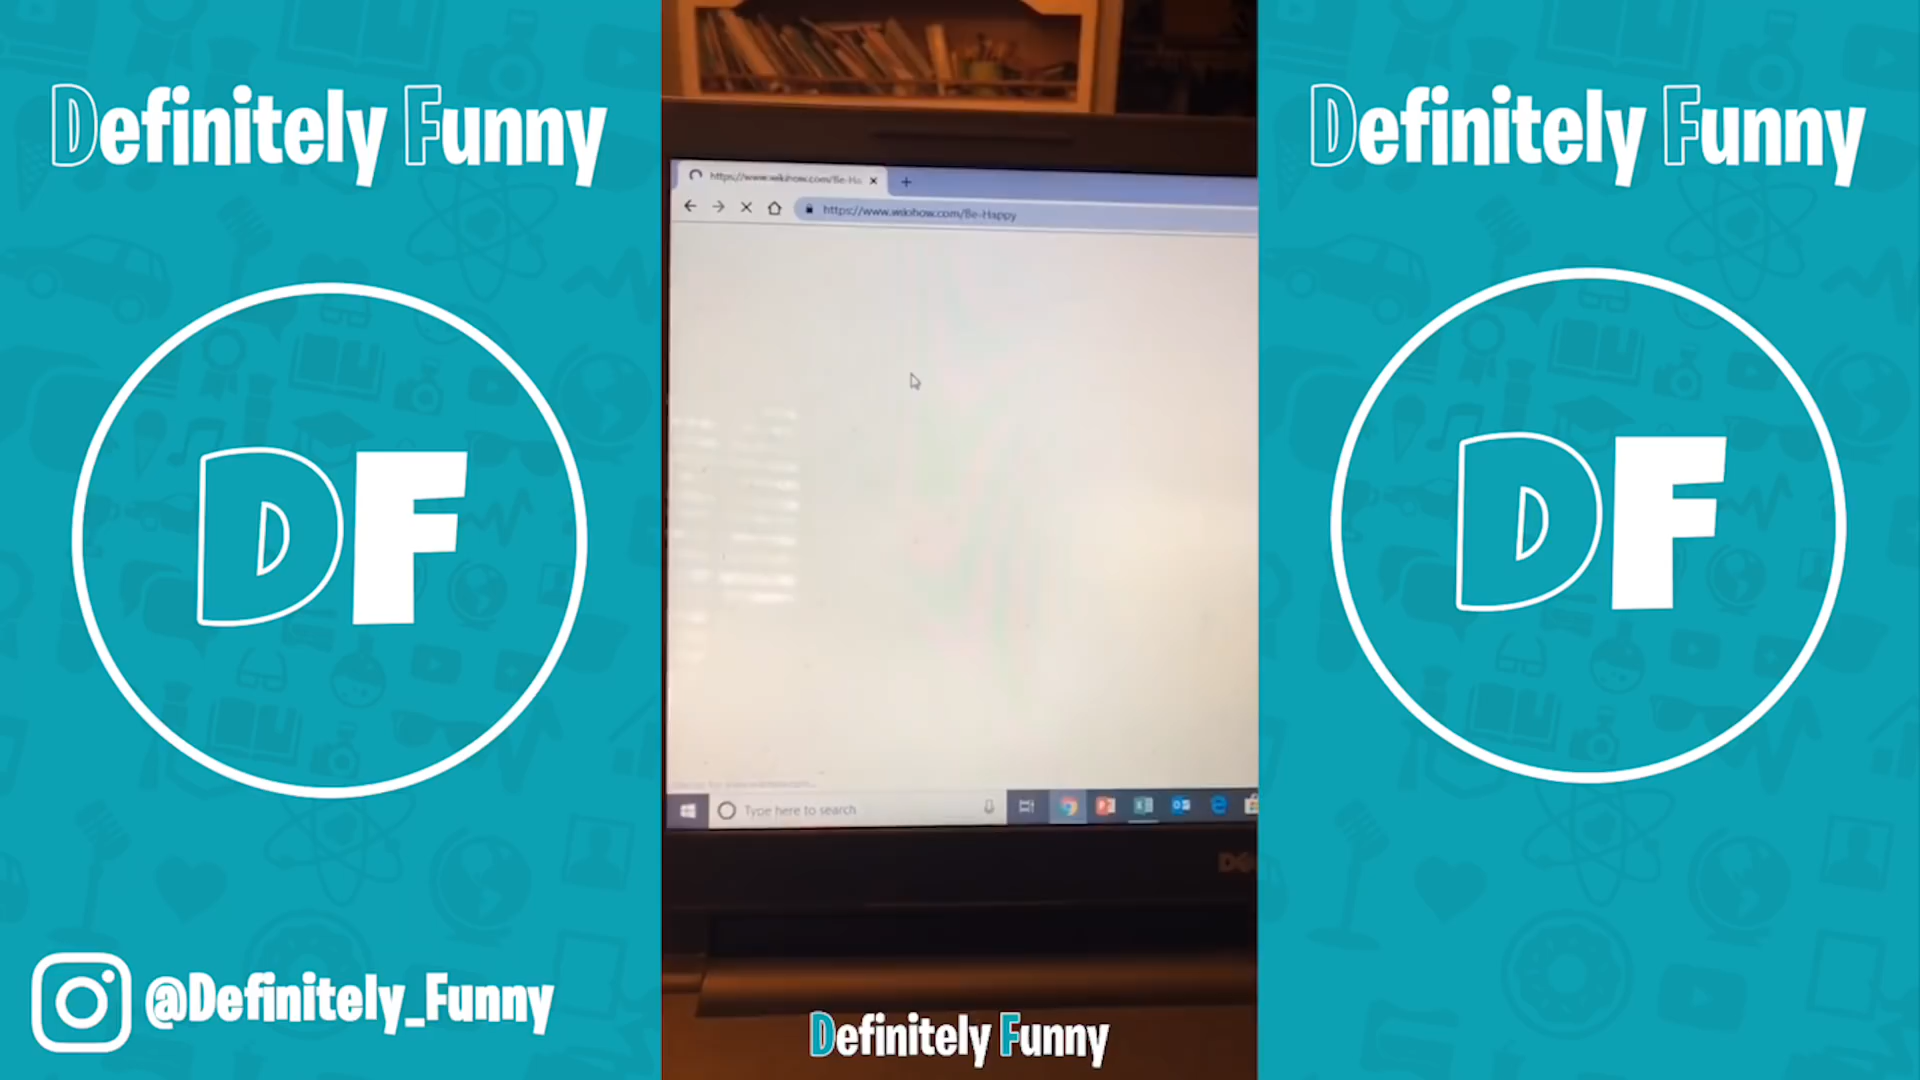 Definitely Funny
DF
@Definitely_Funny
https://www.wikihow.com/Be-Ha
https://www.wikihow.com/Be-Happy
Type here to search
Definitely Funny
Definitely Funny
DF